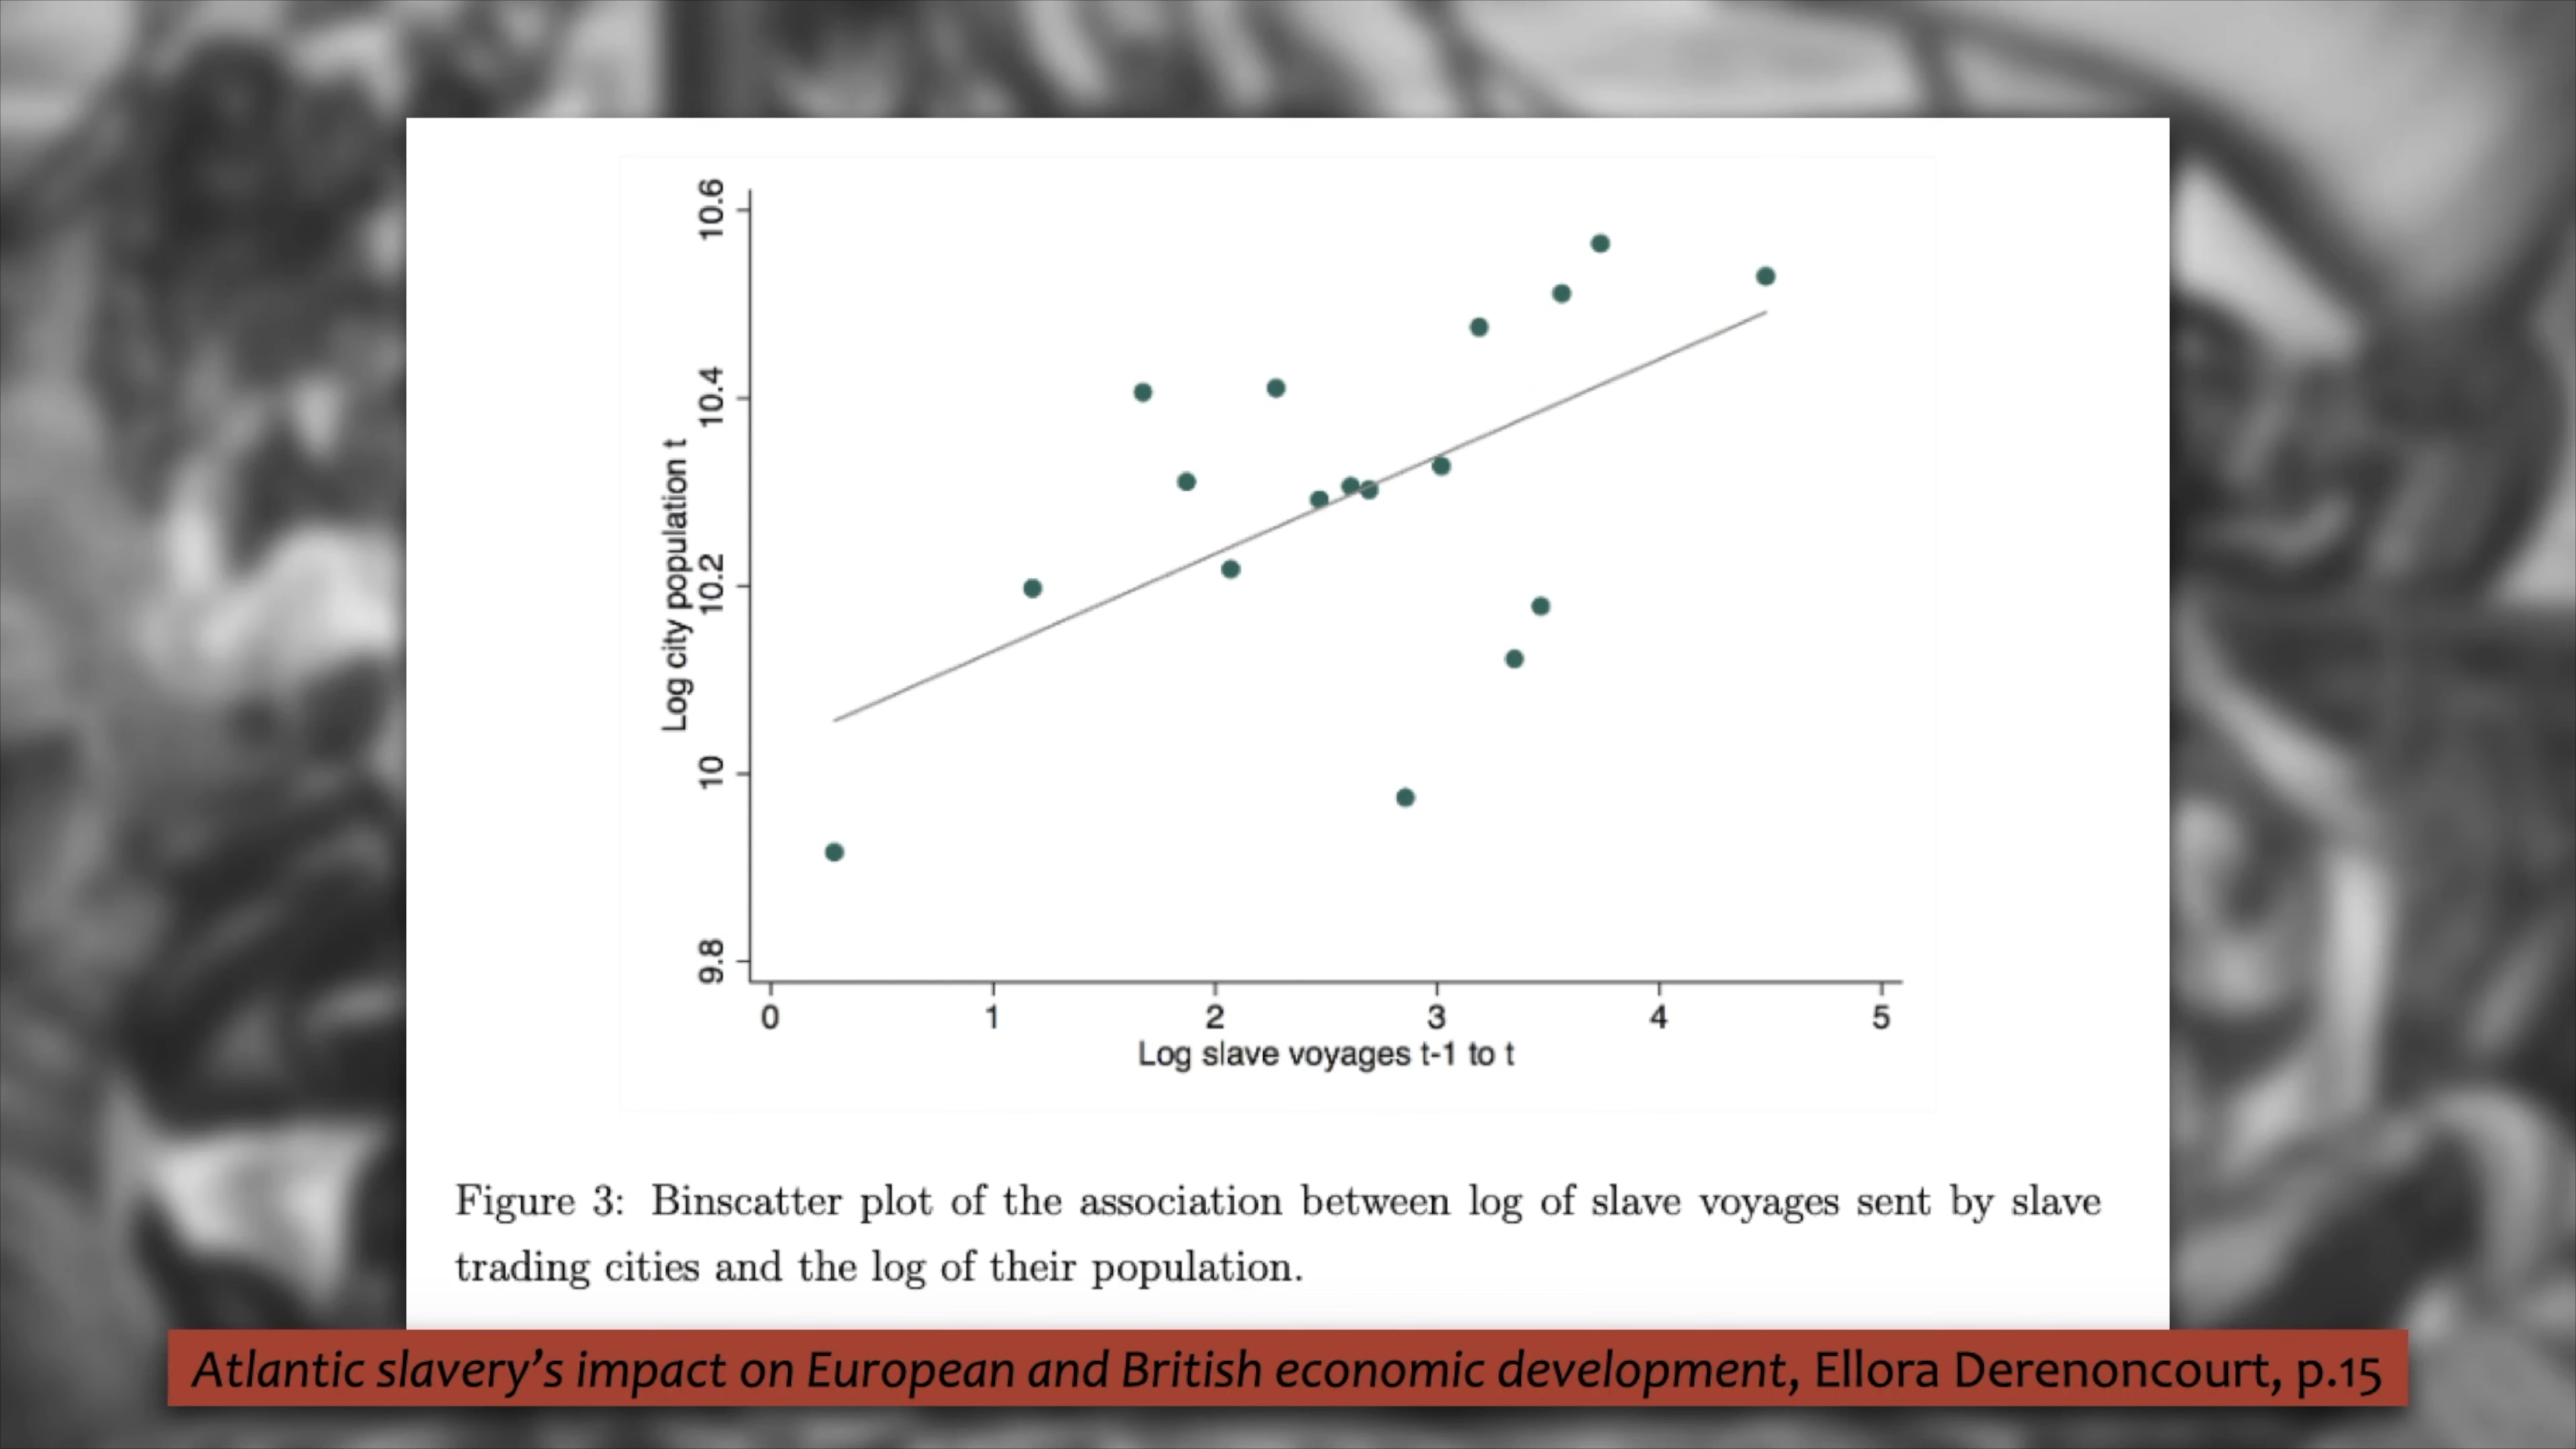 10.6
10.4
10.2
10
9.8
Log city population t
0 1 2 3 4 5
Log slave voyages t-1 to t
Figure 3: Binscatter plot of the association between log of slave voyages sent by slave
trading cities and the log of their population.
Atlantic slavery’s impact on European and British economic development, Ellora Derenoncourt, p.15